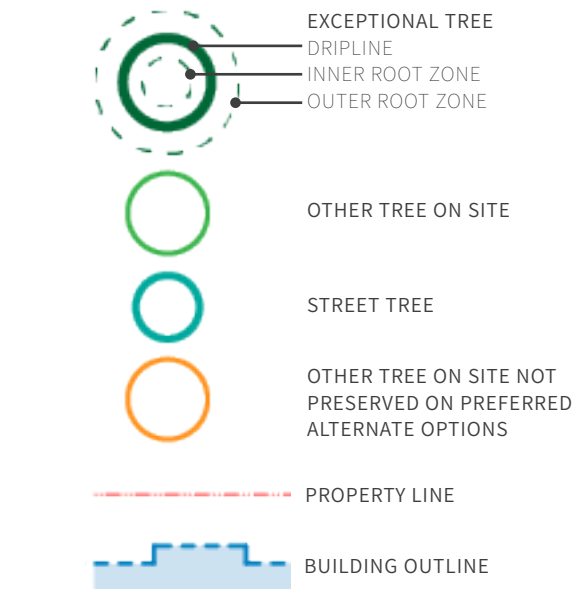 EXCEPTIONAL TREE
DRIPLINE
INNER ROOT ZONE
OUTER ROOT ZONE
OTHER TREE ON SITE
STREET TREE
OTHER TREE ON SITE NOT
PRESERVED ON PREFERRED
ALTERNATE OPTIONS
PROPERTY LINE
BUILDING OUTLINE